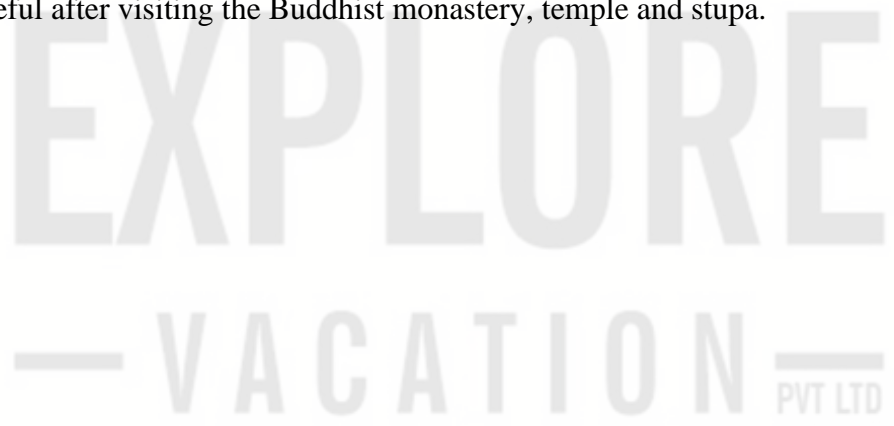 eful after visiting the Buddhist monastery, temple and stupa.
EXPLORE
VACATION
PVT LTD